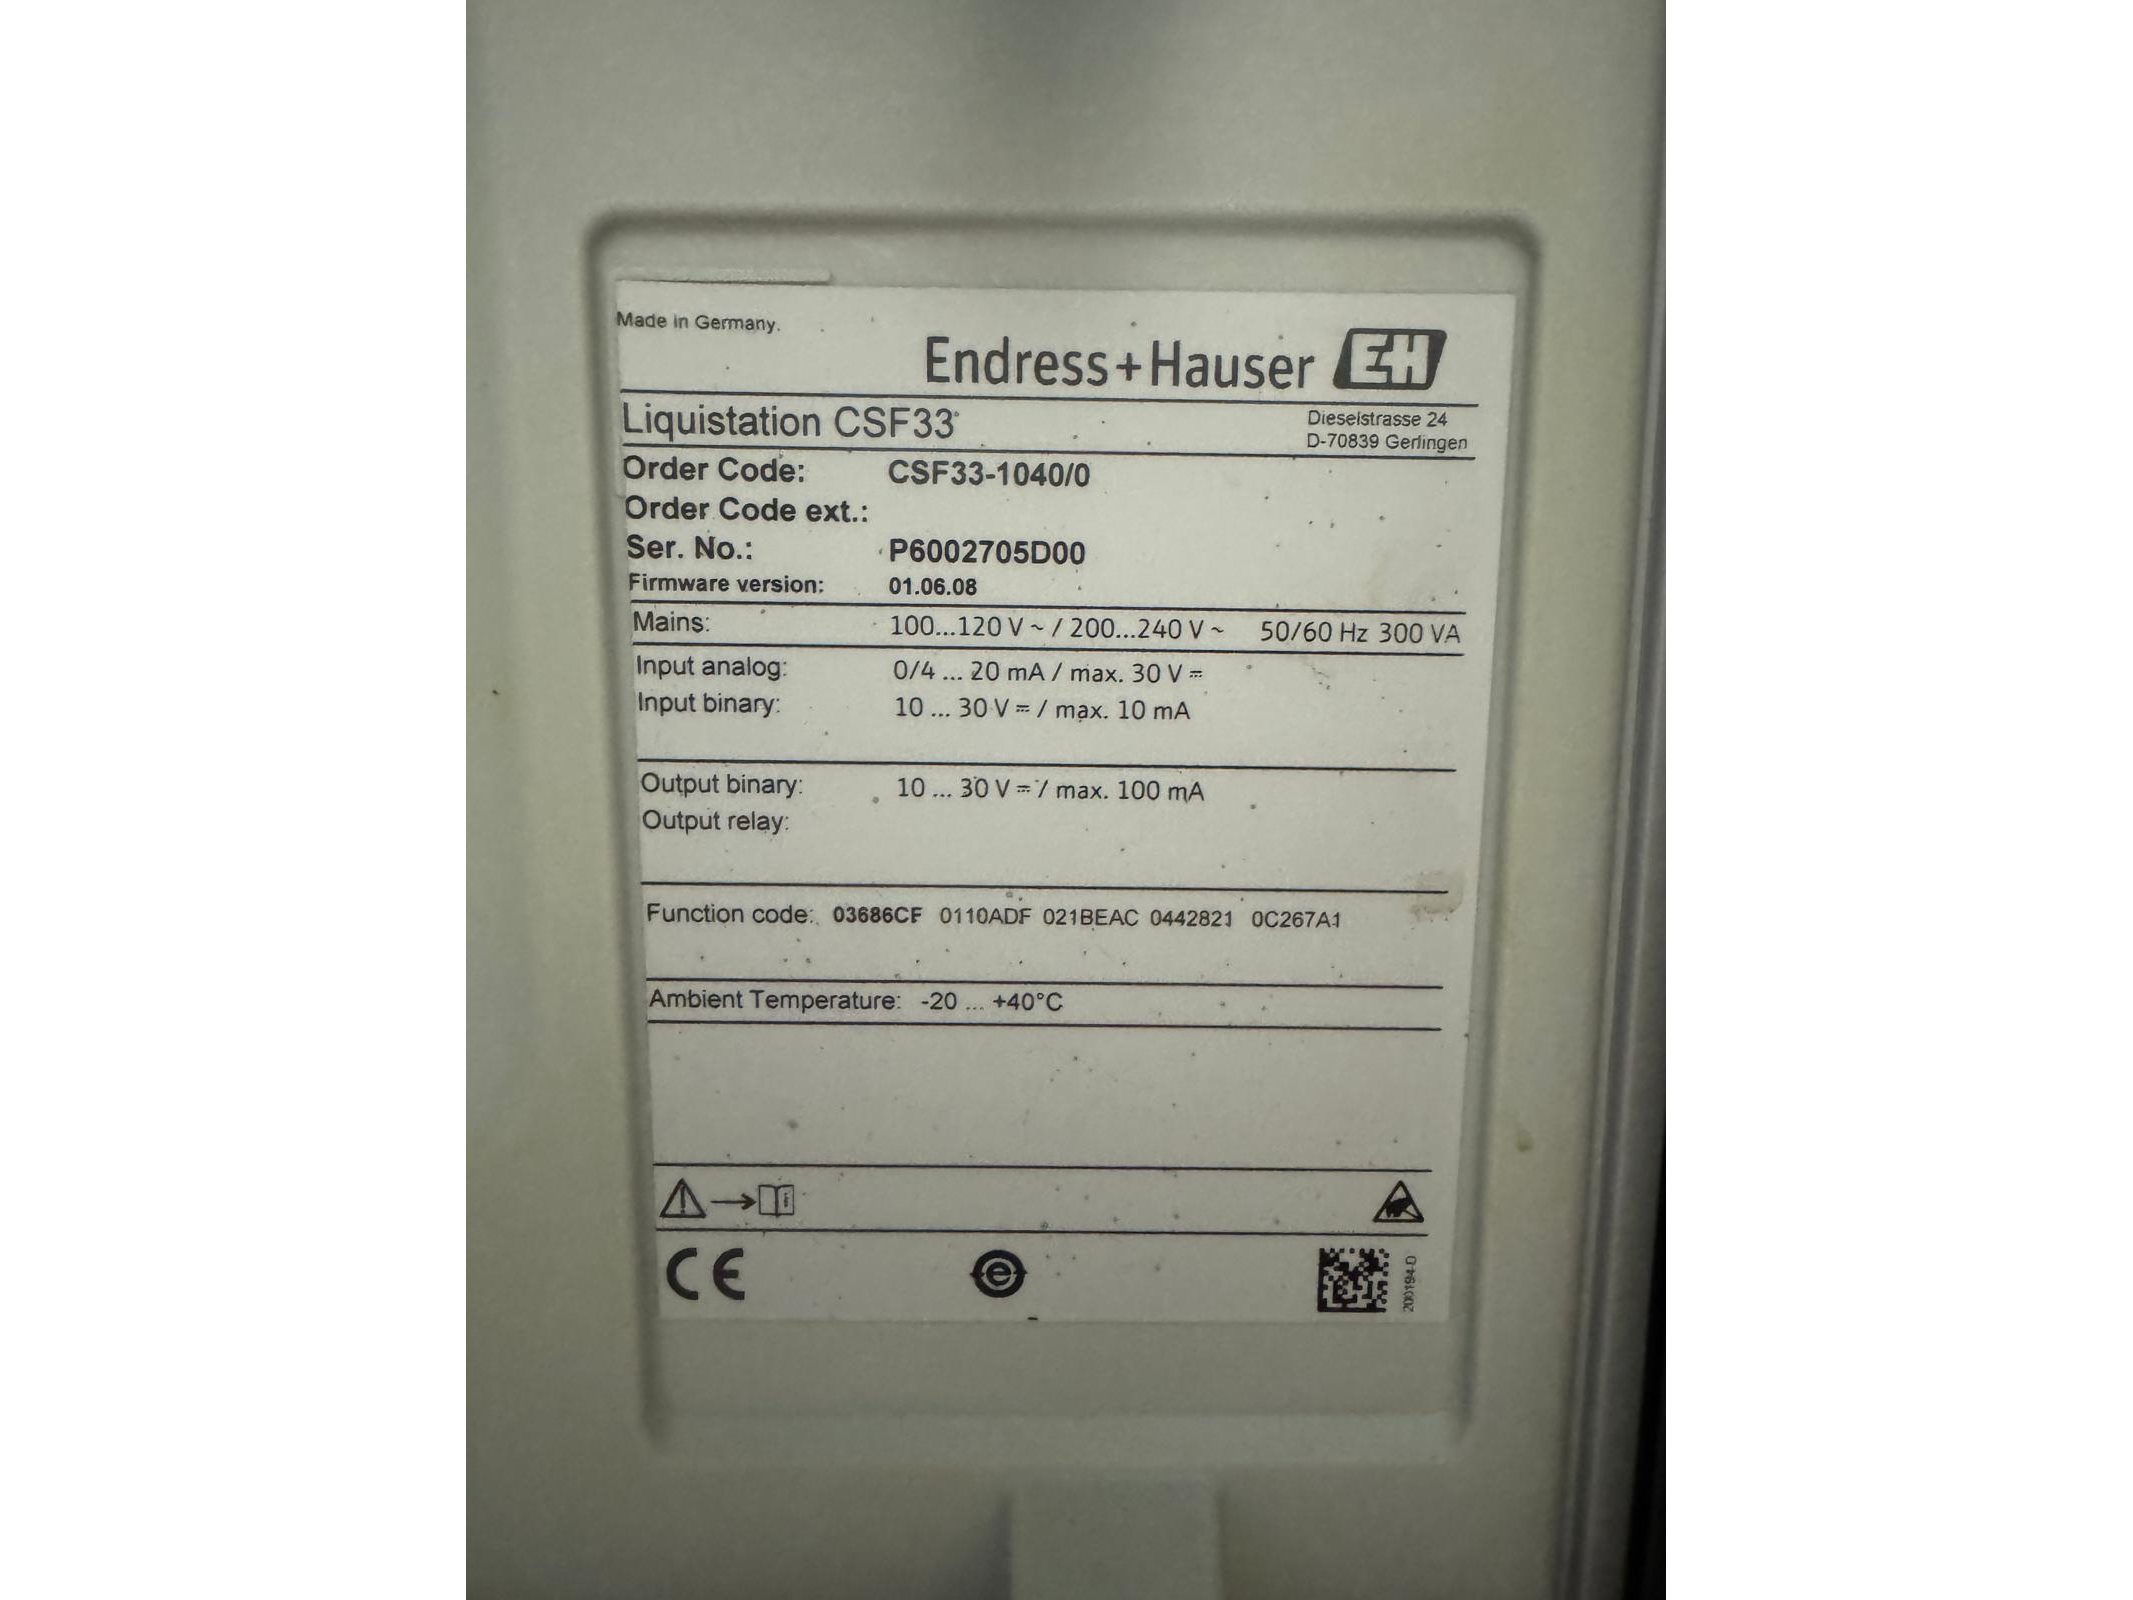 Made in Germany.
Endress+Hauser EH
Liquistation CSF33
Dieselstrasse 24
D-70839 Gerlingen
Order Code: CSF33-1040/0
Order Code ext.:
Ser. No.: P6002705D00
Firmware version: 01.06.08
Mains: 100...120 V ~ / 200...240 V ~ 50/60 Hz 300 VA
Input analog: 0/4 ... 20 mA / max. 30 V ⎓
Input binary: 10 ... 30 V ⎓ / max. 10 mA
Output binary: 10 ... 30 V ⎓ / max. 100 mA
Output relay:
Function code: 03686CF 0110ADF 021BEAC 0442821 0C267A1
Ambient Temperature: -20 ... +40°C
i
CE e 200194-D